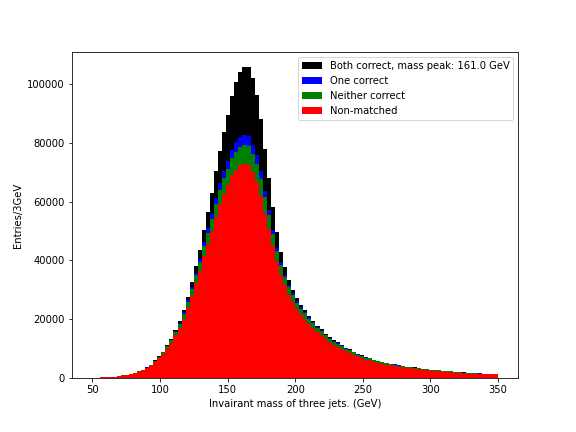 Both correct, mass peak: 161.0 GeV
One correct
Neither correct
Non-matched
100000
80000
60000
40000
20000
0
Entries/3GeV
50
100
150
200
250
300
350
Invairant mass of three jets. (GeV)